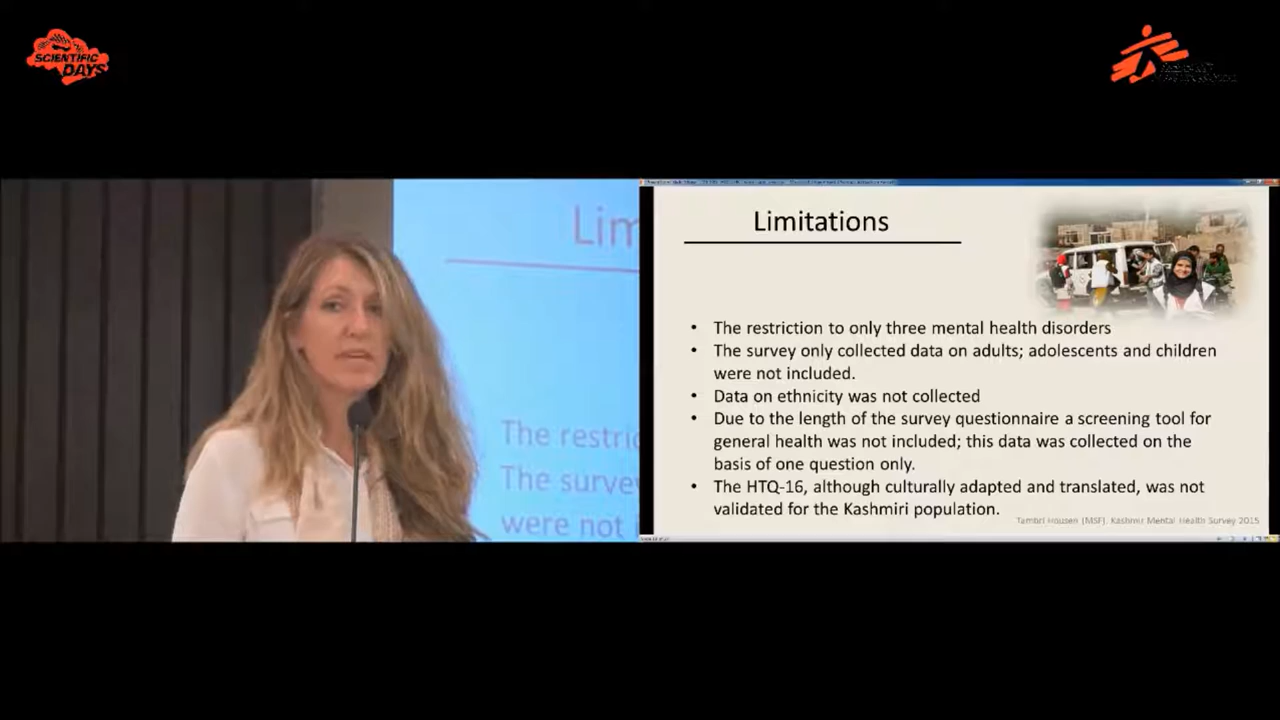 SCIENTIFIC
DAYS
Lim
The restric
The survey
were not i
Limitations
• The restriction to only three mental health disorders
• The survey only collected data on adults; adolescents and children
were not included.
• Data on ethnicity was not collected
• Due to the length of the survey questionnaire a screening tool for
general health was not included; this data was collected on the
basis of one question only.
• The HTQ-16, although culturally adapted and translated, was not
validated for the Kashmiri population.
Tambri Housen (MSF). Kashmir Mental Health Survey 2015